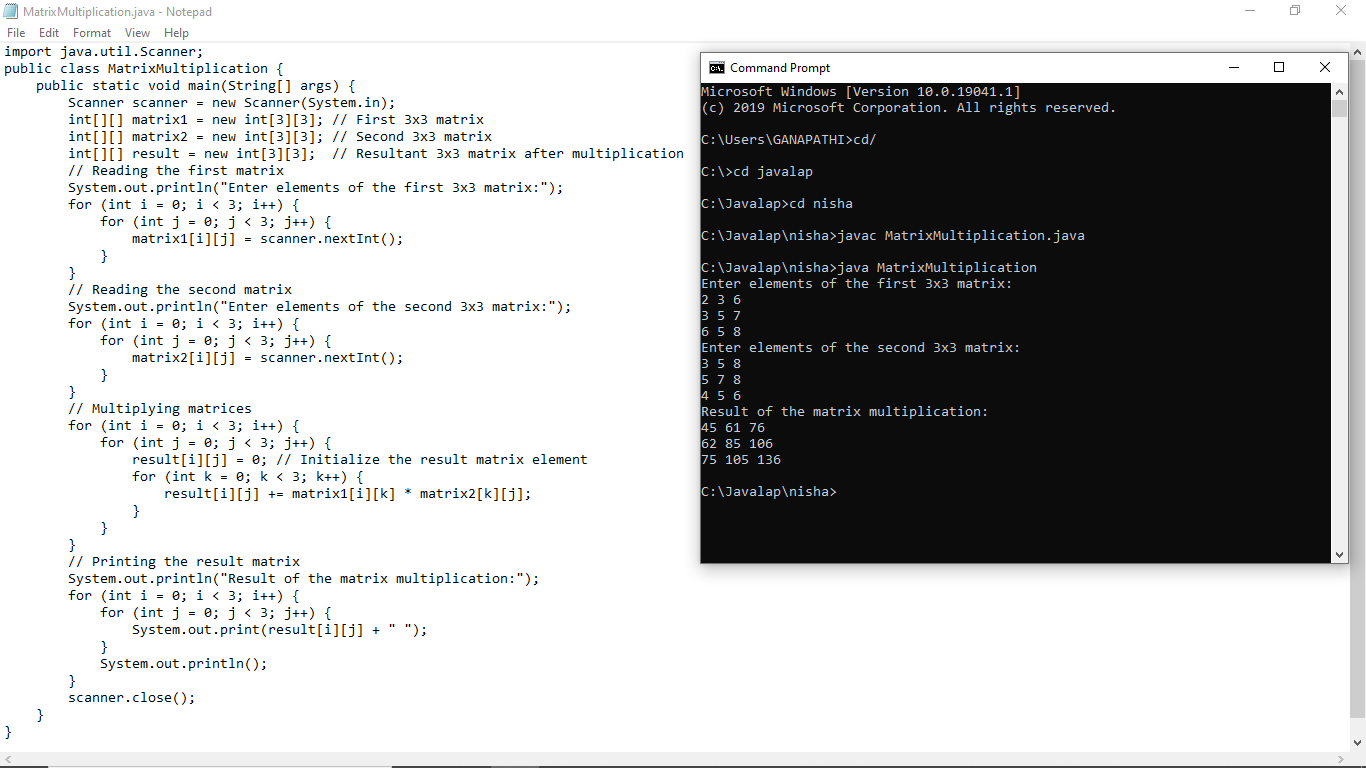 MatrixMultiplication.java - Notepad
File Edit Format View Help
import java.util.Scanner;
public class MatrixMultiplication {
    public static void main(String[] args) {
        Scanner scanner = new Scanner(System.in);
        int[][] matrix1 = new int[3][3]; // First 3x3 matrix
        int[][] matrix2 = new int[3][3]; // Second 3x3 matrix
        int[][] result = new int[3][3];  // Resultant 3x3 matrix after multiplication
        // Reading the first matrix
        System.out.println("Enter elements of the first 3x3 matrix:");
        for (int i = 0; i < 3; i++) {
            for (int j = 0; j < 3; j++) {
                matrix1[i][j] = scanner.nextInt();
            }
        }
        // Reading the second matrix
        System.out.println("Enter elements of the second 3x3 matrix:");
        for (int i = 0; i < 3; i++) {
            for (int j = 0; j < 3; j++) {
                matrix2[i][j] = scanner.nextInt();
            }
        }
        // Multiplying matrices
        for (int i = 0; i < 3; i++) {
            for (int j = 0; j < 3; j++) {
                result[i][j] = 0; // Initialize the result matrix element
                for (int k = 0; k < 3; k++) {
                    result[i][j] += matrix1[i][k] * matrix2[k][j];
                }
            }
        }
        // Printing the result matrix
        System.out.println("Result of the matrix multiplication:");
        for (int i = 0; i < 3; i++) {
            for (int j = 0; j < 3; j++) {
                System.out.print(result[i][j] + " ");
            }
            System.out.println();
        }
        scanner.close();
    }
}
C:\. Command Prompt
Microsoft Windows [Version 10.0.19041.1]
(c) 2019 Microsoft Corporation. All rights reserved.
C:\Users\GANAPATHI>cd/
C:\>cd javalap
C:\Javalap>cd nisha
C:\Javalap\nisha>javac MatrixMultiplication.java
C:\Javalap\nisha>java MatrixMultiplication
Enter elements of the first 3x3 matrix:
2 3 6
3 5 7
6 5 8
Enter elements of the second 3x3 matrix:
3 5 8
5 7 8
4 5 6
Result of the matrix multiplication:
45 61 76
62 85 106
75 105 136
C:\Javalap\nisha>